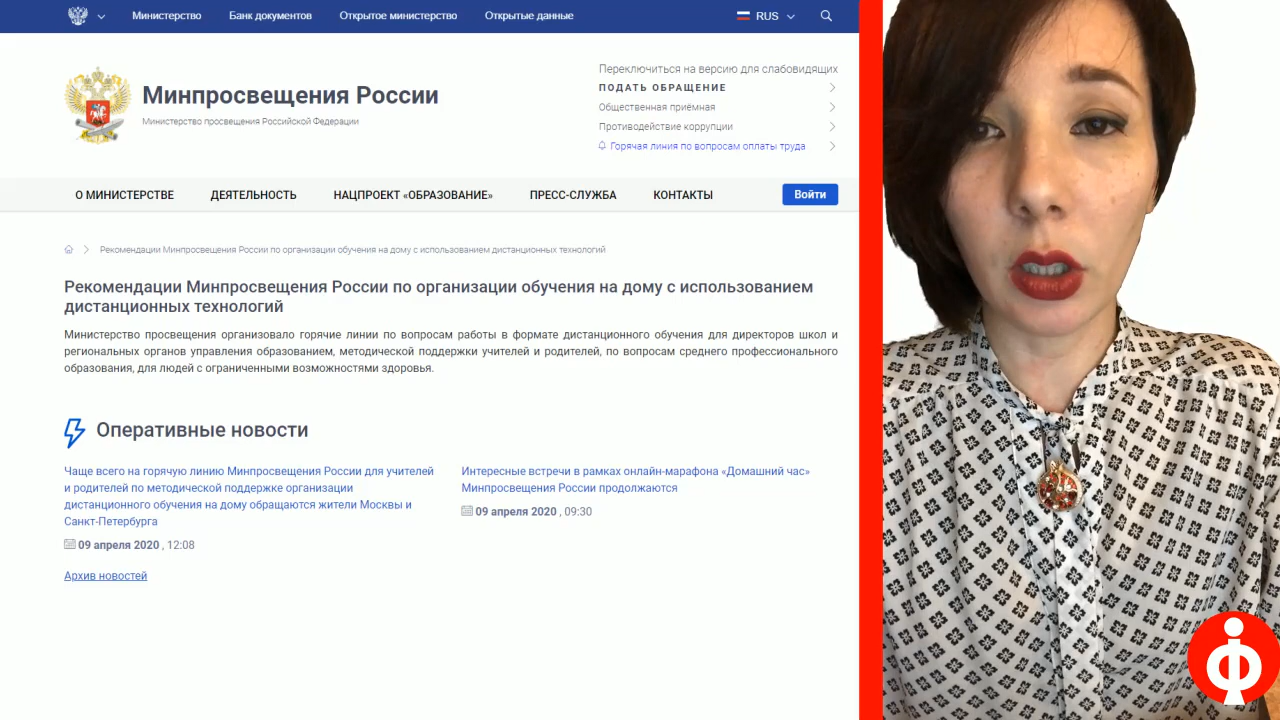 Министерство
Банк документов
Открытое министерство
Открытые данные
RUS
Минпросвещения России
Министерство просвещения Российской Федерации
Переключиться на версию для слабовидящих
ПОДАТЬ ОБРАЩЕНИЕ
Общественная приёмная
Противодействие коррупции
Горячая линия по вопросам оплаты труда
О МИНИСТЕРСТВЕ
ДЕЯТЕЛЬНОСТЬ
НАЦПРОЕКТ «ОБРАЗОВАНИЕ»
ПРЕСС-СЛУЖБА
КОНТАКТЫ
Войти
Рекомендации Минпросвещения России по организации обучения на дому с использованием дистанционных технологий
Рекомендации Минпросвещения России по организации обучения на дому с использованием
дистанционных технологий
Министерство просвещения организовало горячие линии по вопросам работы в формате дистанционного обучения для директоров школ и
региональных органов управления образованием, методической поддержки учителей и родителей, по вопросам среднего профессионального
образования, для людей с ограниченными возможностями здоровья.
Оперативные новости
Чаще всего на горячую линию Минпросвещения России для учителей
и родителей по методической поддержке организации
дистанционного обучения на дому обращаются жители Москвы и
Санкт-Петербурга
09 апреля 2020 , 12:08
Интересные встречи в рамках онлайн-марафона «Домашний час»
Минпросвещения России продолжаются
09 апреля 2020 , 09:30
Архив новостей